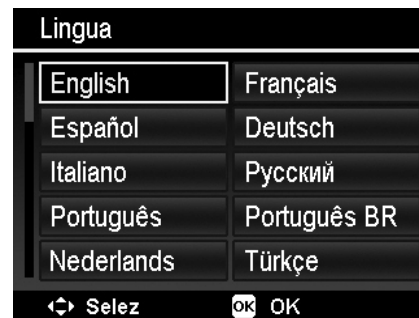 Lingua
English Français
Español Deutsch
Italiano Русский
Português Português BR
Nederlands Türkçe
Selez OK OK